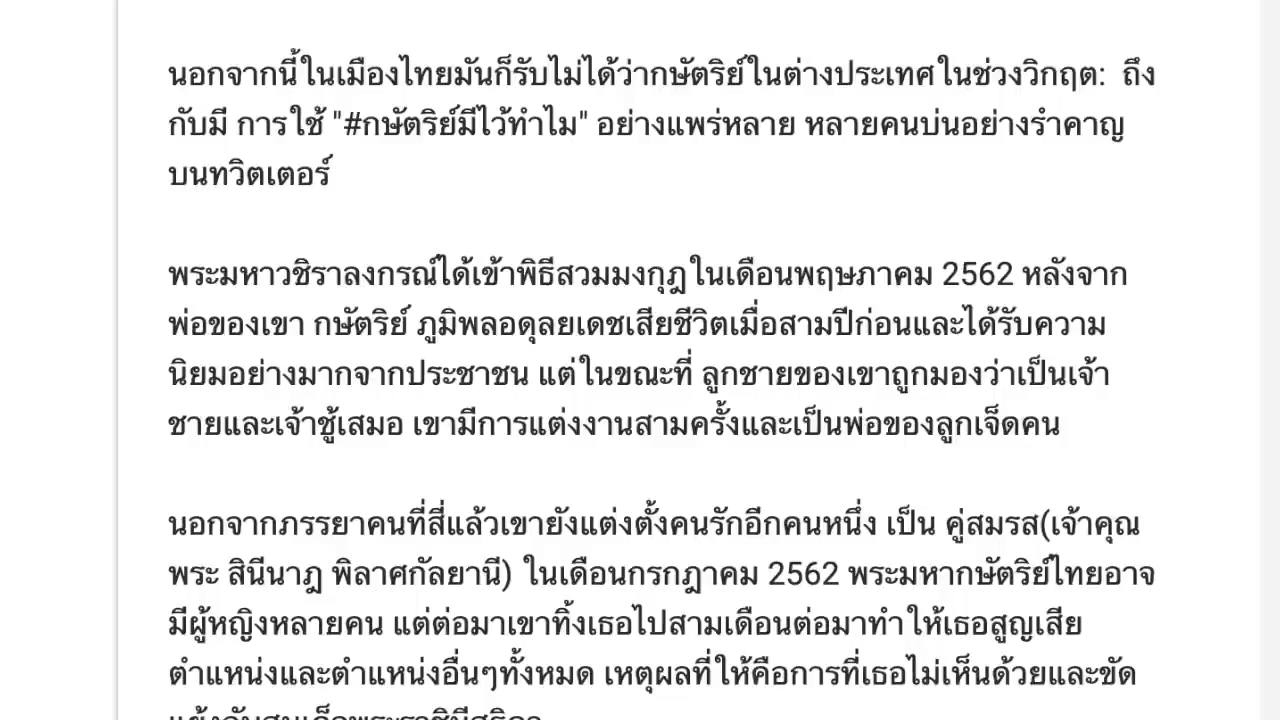 นอกจากนี้ในเมืองไทยมันก็รับไม่ได้ว่ากษัตริย์ในต่างประเทศในช่วงวิกฤต: ถึง
กับมี การใช้ "#กษัตริย์มีไว้ทำไม" อย่างแพร่หลาย หลายคนบ่นอย่างรำคาญ
บนทวิตเตอร์
พระมหาวชิราลงกรณ์ได้เข้าพิธีสวมมงกุฎในเดือนพฤษภาคม 2562 หลังจาก
พ่อของเขา กษัตริย์ ภูมิพลอดุลยเดชเสียชีวิตเมื่อสามปีก่อนและได้รับความ
นิยมอย่างมากจากประชาชน แต่ในขณะที่ ลูกชายของเขาถูกมองว่าเป็นเจ้า
ชายและเจ้าชู้เสมอ เขามีการแต่งงานสามครั้งและเป็นพ่อของลูกเจ็ดคน
นอกจากภรรยาคนที่สี่แล้วเขายังแต่งตั้งคนรักอีกคนหนึ่ง เป็น คู่สมรส(เจ้าคุณ
พระ สินีนาฏ พิลาศกัลยานี) ในเดือนกรกฎาคม 2562 พระมหากษัตริย์ไทยอาจ
มีผู้หญิงหลายคน แต่ต่อมาเขาทิ้งเธอไปสามเดือนต่อมาทำให้เธอสูญเสีย
ตำแหน่งและตำแหน่งอื่นๆทั้งหมด เหตุผลที่ให้คือการที่เธอไม่เห็นด้วยและขัด